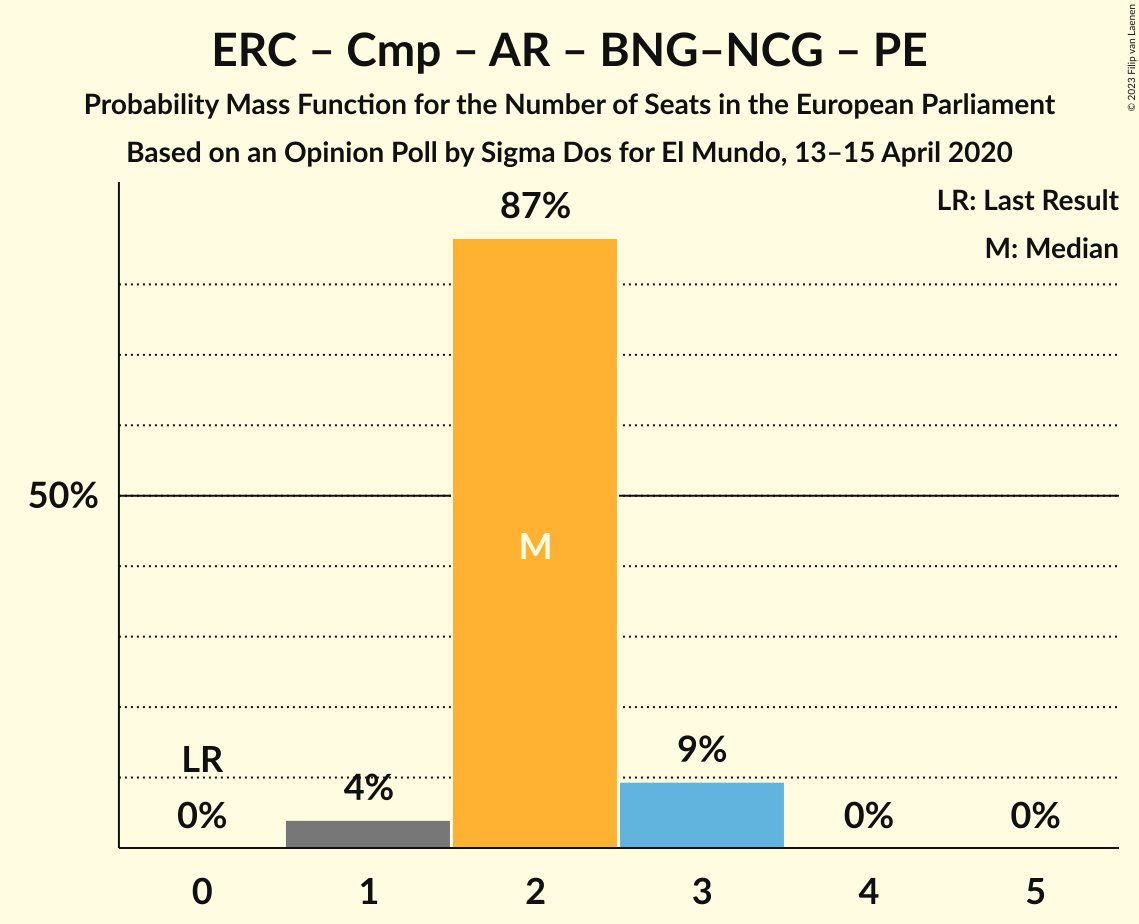 ERC – Cmp – AR – BNG–NCG – PE
Probability Mass Function for the Number of Seats in the European Parliament
Based on an Opinion Poll by Sigma Dos for El Mundo, 13–15 April 2020
© 2023 Filip van Laenen
LR: Last Result
M: Median
87%
50%
M
LR
9%
4%
0%
0%
0%
0 1 2 3 4 5